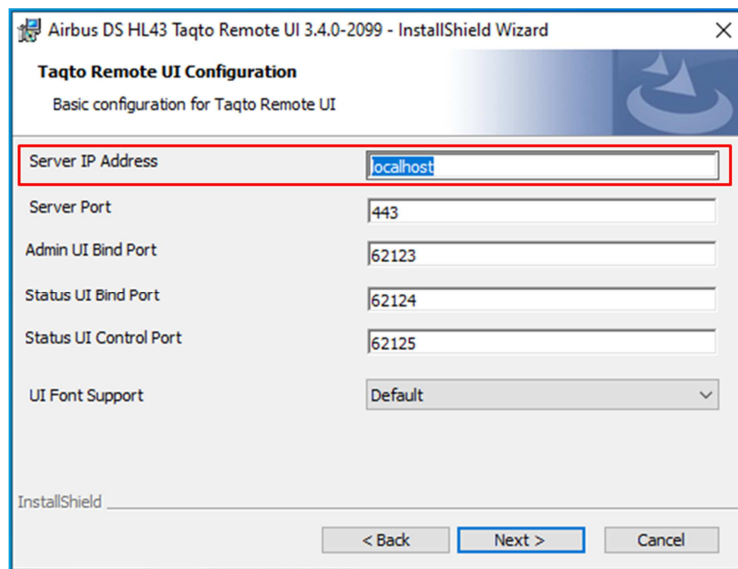 Airbus DS HL43 Taqto Remote UI 3.4.0-2099 - InstallShield Wizard
Taqto Remote UI Configuration
Basic configuration for Taqto Remote UI
Server IP Address localhost
Server Port 443
Admin UI Bind Port 62123
Status UI Bind Port 62124
Status UI Control Port 62125
UI Font Support Default
InstallShield
< Back Next > Cancel